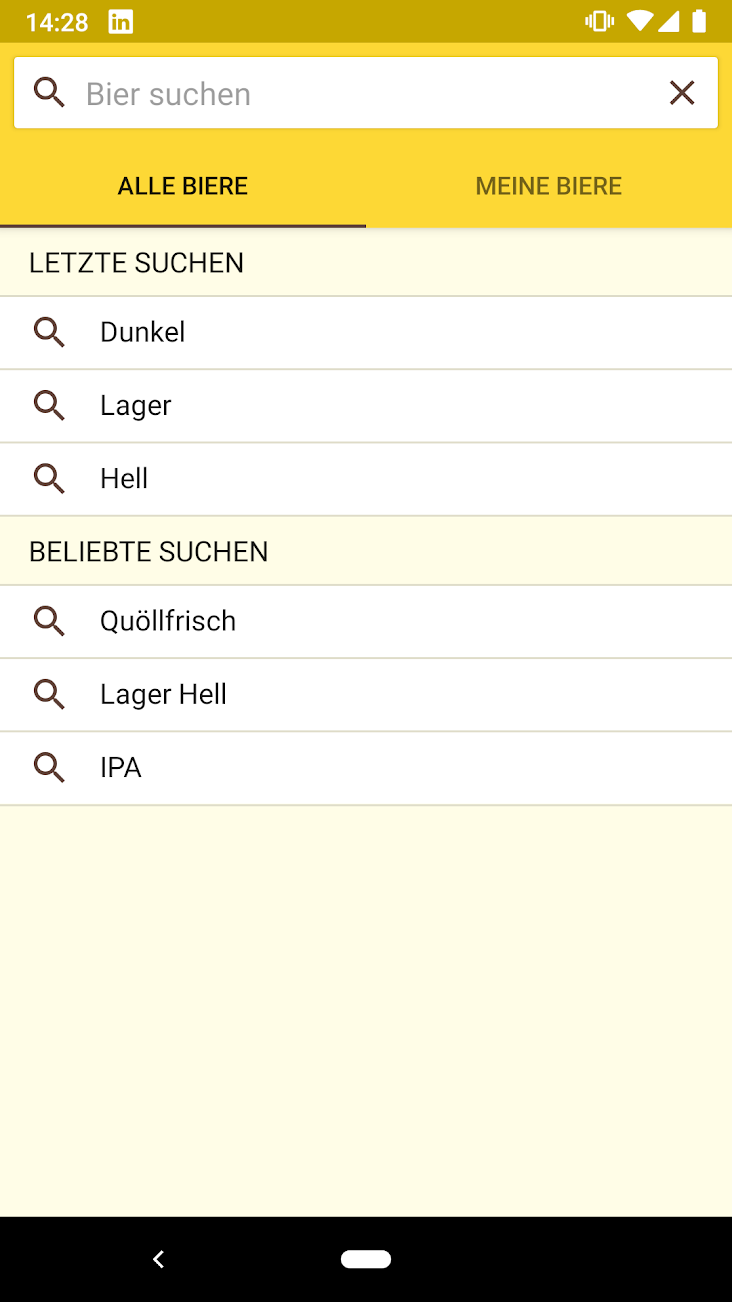 14:28 in
Bier suchen
ALLE BIERE MEINE BIERE
LETZTE SUCHEN
Dunkel
Lager
Hell
BELIEBTE SUCHEN
Quöllfrisch
Lager Hell
IPA